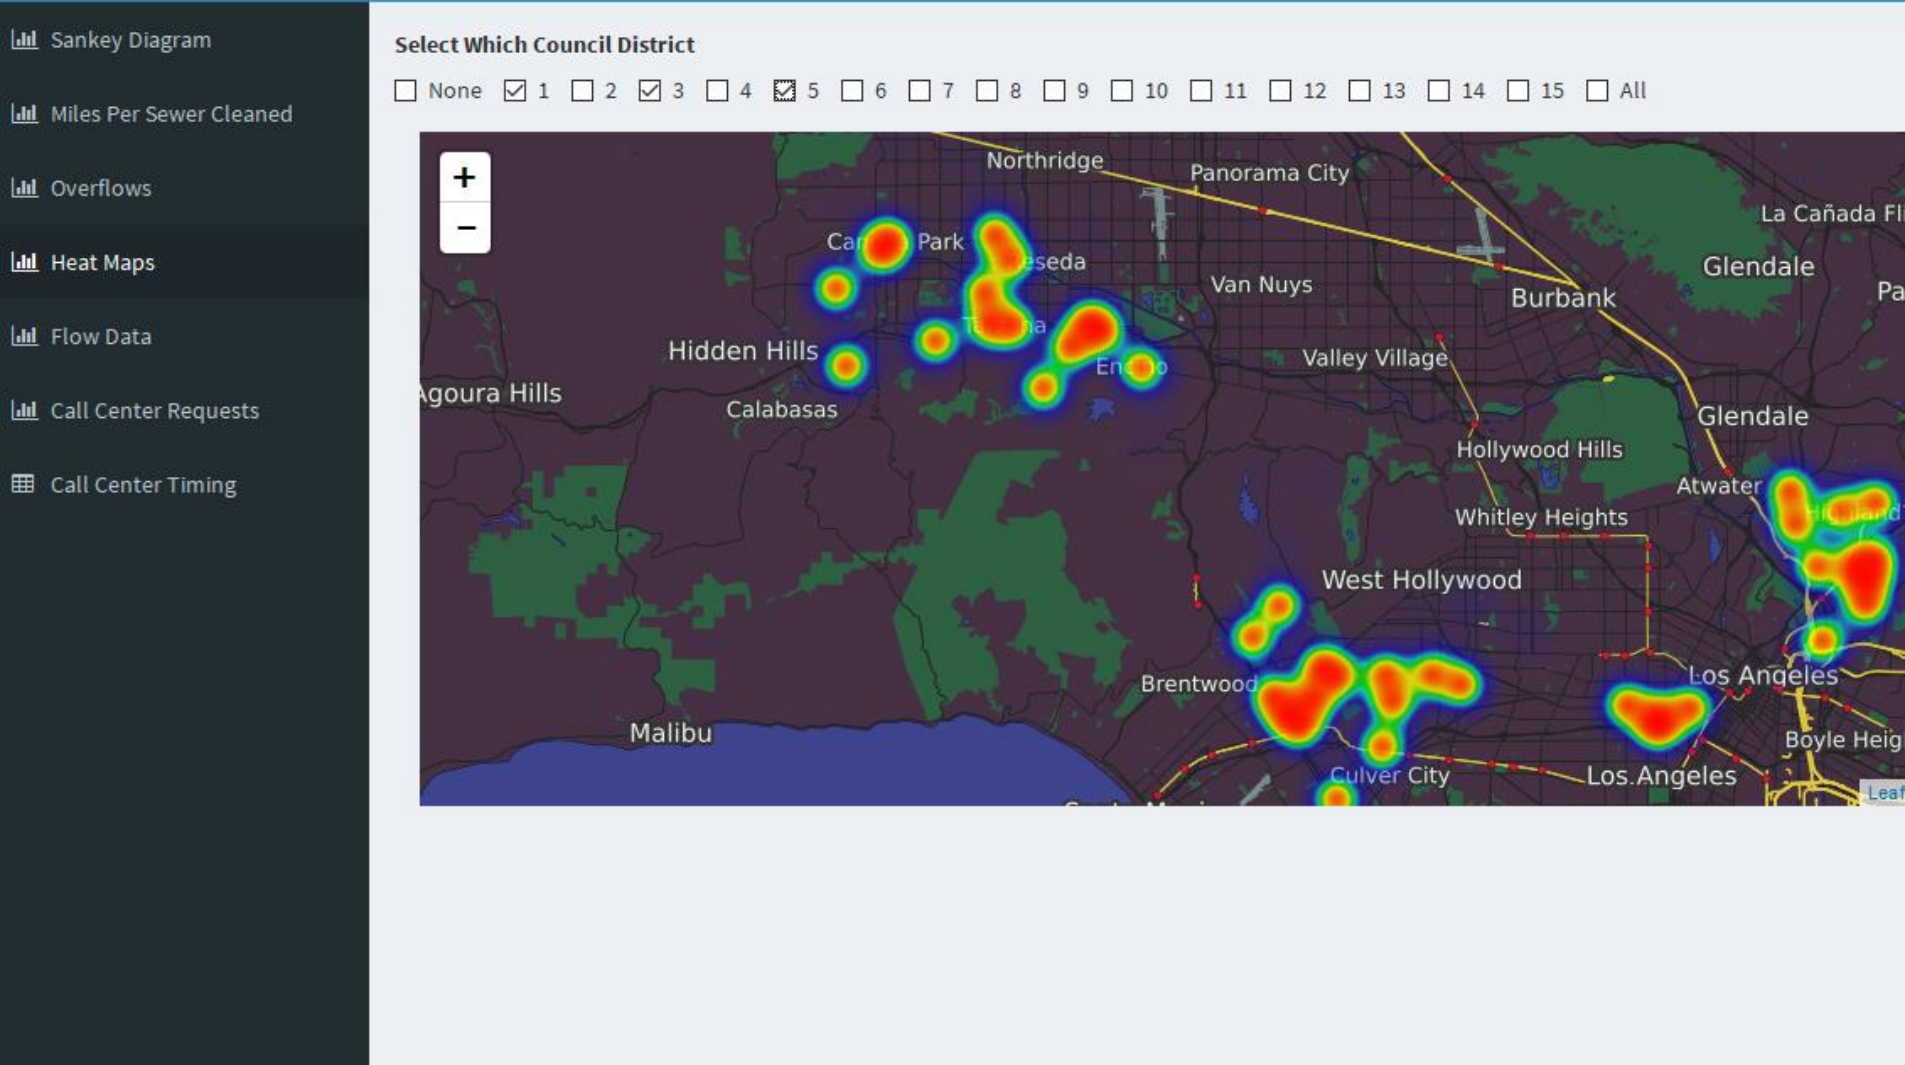 Sankey Diagram
Miles Per Sewer Cleaned
Overflows
Heat Maps
Flow Data
Call Center Requests
Call Center Timing
Select Which Council District
None 1 2 3 4 5 6 7 8 9 10 11 12 13 14 15 All
+
−
Northridge
Panorama City
La Cañada Fli
Park
eseda
Glendale
Van Nuys
Burbank
Pa
Hidden Hills
Valley Village
Agoura Hills
Calabasas
Glendale
Hollywood Hills
Atwater
Whitley Heights
West Hollywood
Brentwood
Los Angeles
Malibu
Boyle Heig
Culver City
Los Angeles
Leaf